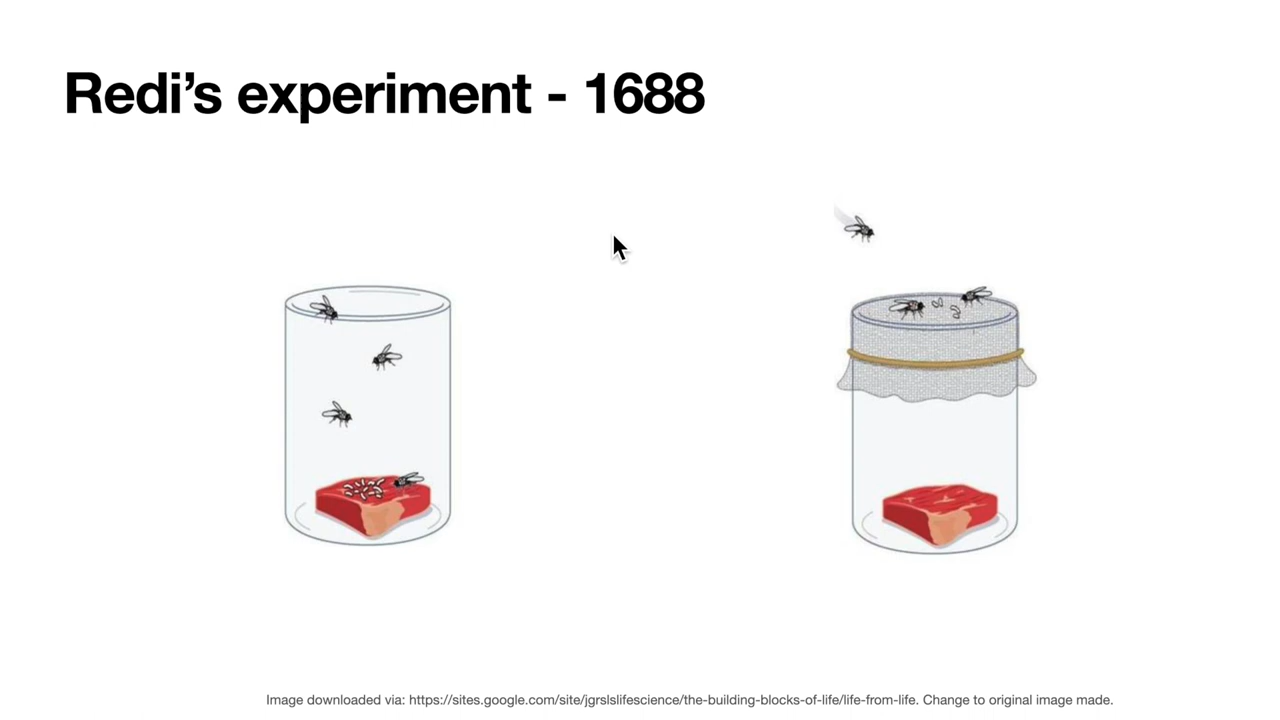 Redi’s experiment - 1688
Image downloaded via: https://sites.google.com/site/jgrslslifescience/the-building-blocks-of-life/life-from-life. Change to original image made.